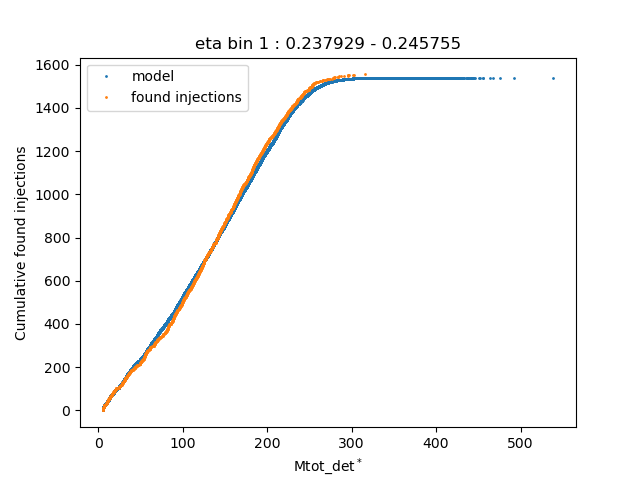 eta bin 1 : 0.237929 - 0.245755
1600
1400
1200
1000
800
600
400
200
0
model
found injections
Cumulative found injections
0 100 200 300 400 500
Mtot_det*